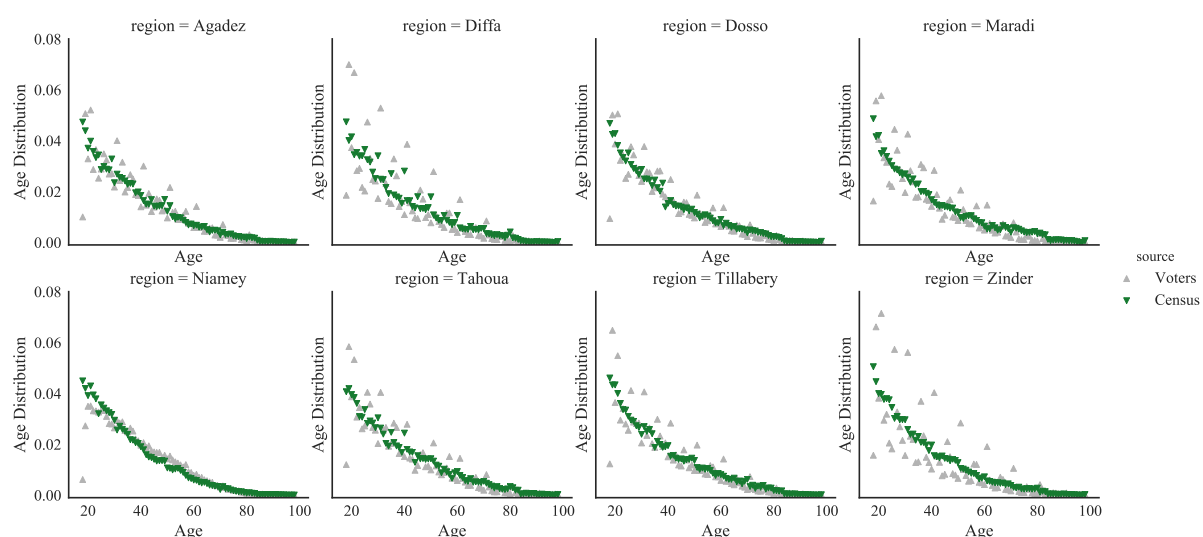 region = Agadez
region = Diffa
region = Dosso
region = Maradi
0.08
0.06
0.04
0.02
0.00
Age Distribution
Age Distribution
Age Distribution
Age Distribution
Age
Age
Age
Age
region = Niamey
region = Tahoua
region = Tillabery
region = Zinder
0.08
0.06
0.04
0.02
0.00
Age Distribution
Age Distribution
Age Distribution
Age Distribution
20 40 60 80 100
20 40 60 80 100
20 40 60 80 100
20 40 60 80 100
Age
Age
Age
Age
source
Voters
Census